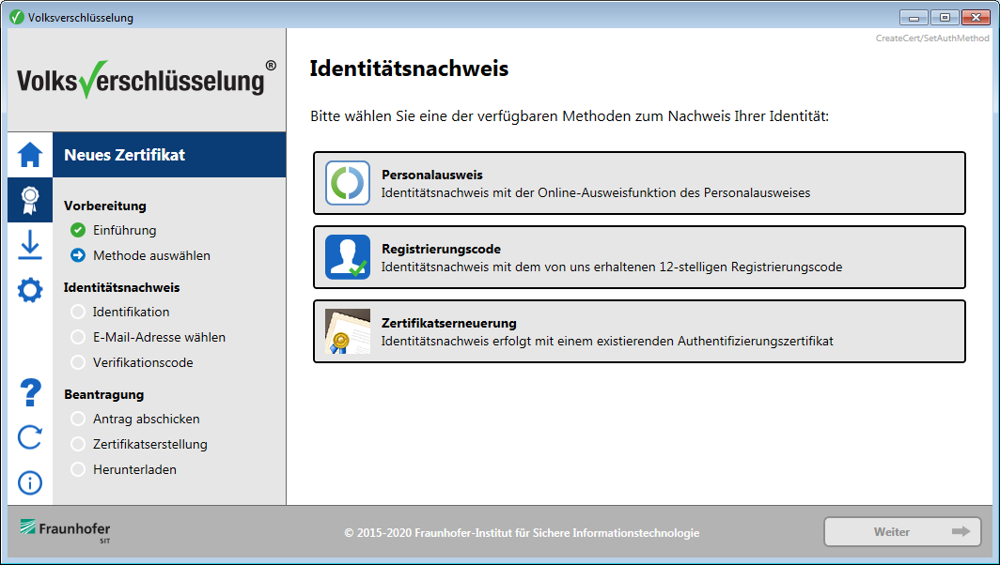 Volksverschlüsselung
CreateCert/SetAuthMethod
Volksverschlüsselung®
Neues Zertifikat
Vorbereitung
Einführung
Methode auswählen
Identitätsnachweis
Identifikation
E-Mail-Adresse wählen
Verifikationscode
Beantragung
Antrag abschicken
Zertifikatserstellung
Herunterladen
Identitätsnachweis
Bitte wählen Sie eine der verfügbaren Methoden zum Nachweis Ihrer Identität:
Personalausweis
Identitätsnachweis mit der Online-Ausweisfunktion des Personalausweises
Registrierungscode
Identitätsnachweis mit dem von uns erhaltenen 12-stelligen Registrierungscode
Zertifikatserneuerung
Identitätsnachweis erfolgt mit einem existierenden Authentifizierungszertifikat
Fraunhofer
SIT
© 2015-2020 Fraunhofer-Institut für Sichere Informationstechnologie
Weiter